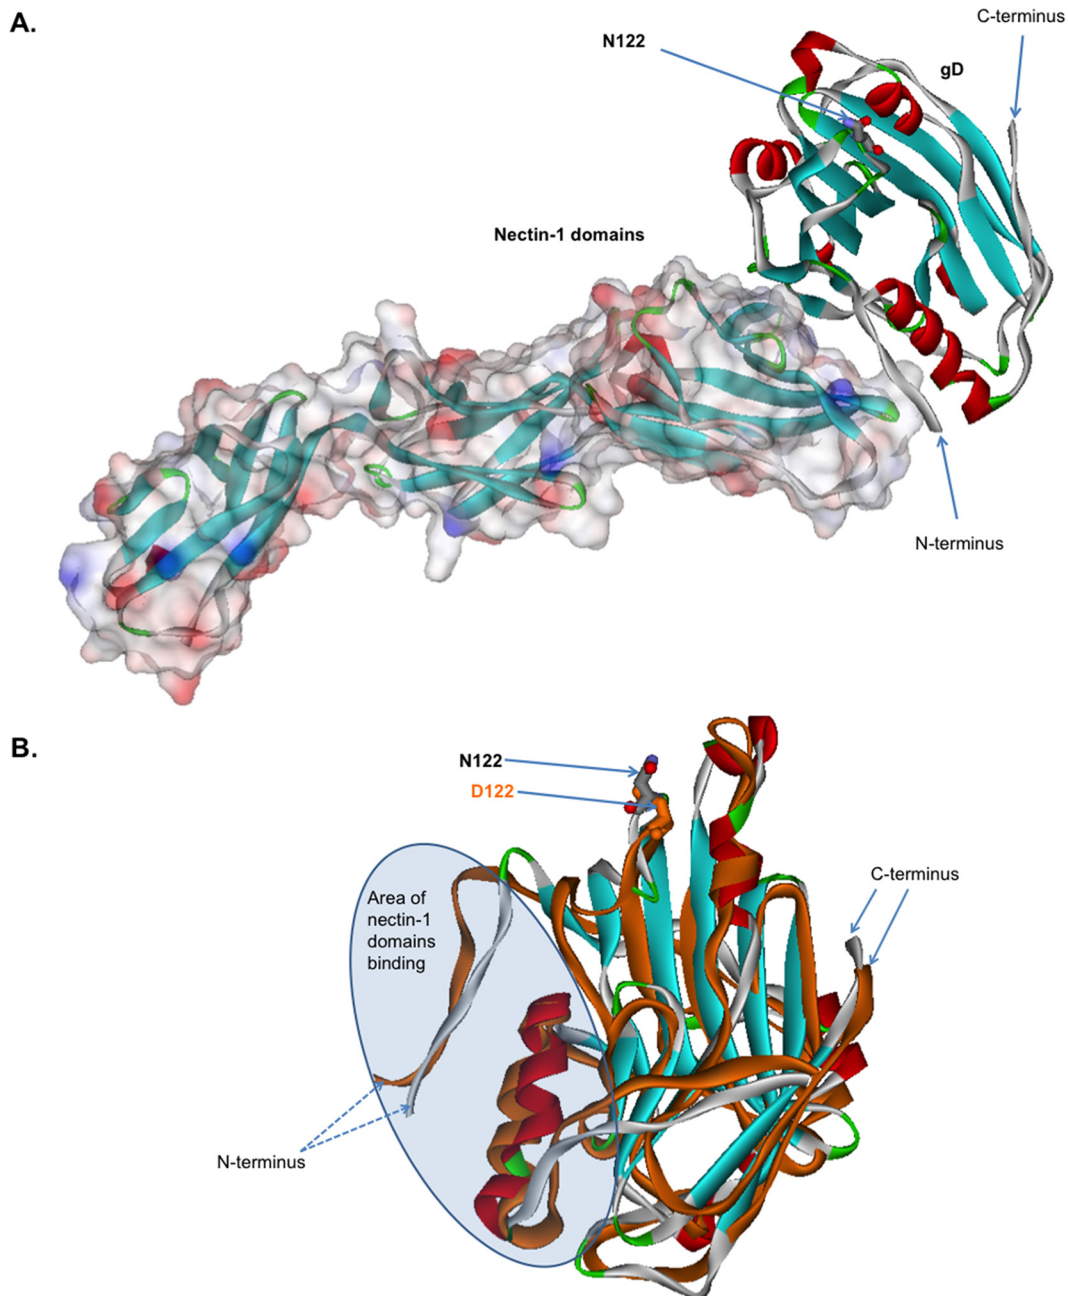 A.
C-terminus
N122
gD
Nectin-1 domains
N-terminus
B.
N122
D122
Area of
nectin-1
domains
binding
C-terminus
N-terminus